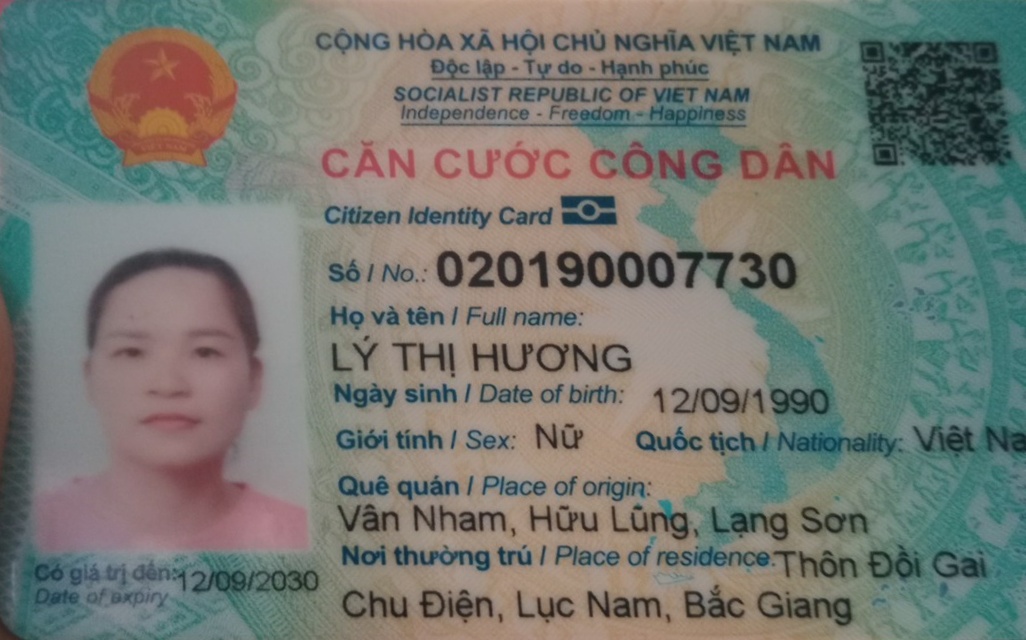 CỘNG HÒA XÃ HỘI CHỦ NGHĨA VIỆT NAM
Độc lập - Tự do - Hạnh phúc
SOCIALIST REPUBLIC OF VIET NAM
Independence - Freedom - Happiness
CĂN CƯỚC CÔNG DÂN
Citizen Identity Card
Số / No.: 020190007730
Họ và tên / Full name:
LÝ THỊ HƯƠNG
Ngày sinh / Date of birth: 12/09/1990
Giới tính / Sex: Nữ Quốc tịch / Nationality: Việt Na
Quê quán / Place of origin:
Vân Nham, Hữu Lũng, Lạng Sơn
Nơi thường trú / Place of residence: Thôn Đồi Gai
Chu Điện, Lục Nam, Bắc Giang
Có giá trị đến: 12/09/2030
Date of expiry
VIỆT NAM